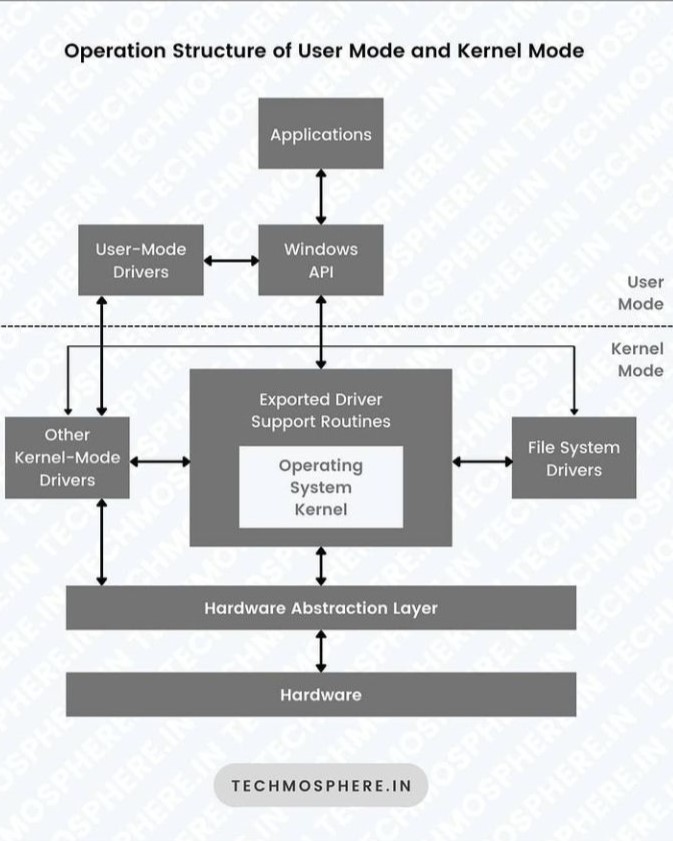 Operation Structure of User Mode and Kernel Mode
Applications
User-Mode
Drivers
Windows
API
User
Mode
Kernel
Mode
Exported Driver
Support Routines
Other
Kernel-Mode
Drivers
Operating
System
Kernel
File System
Drivers
Hardware Abstraction Layer
Hardware
TECHMOSPHERE.IN